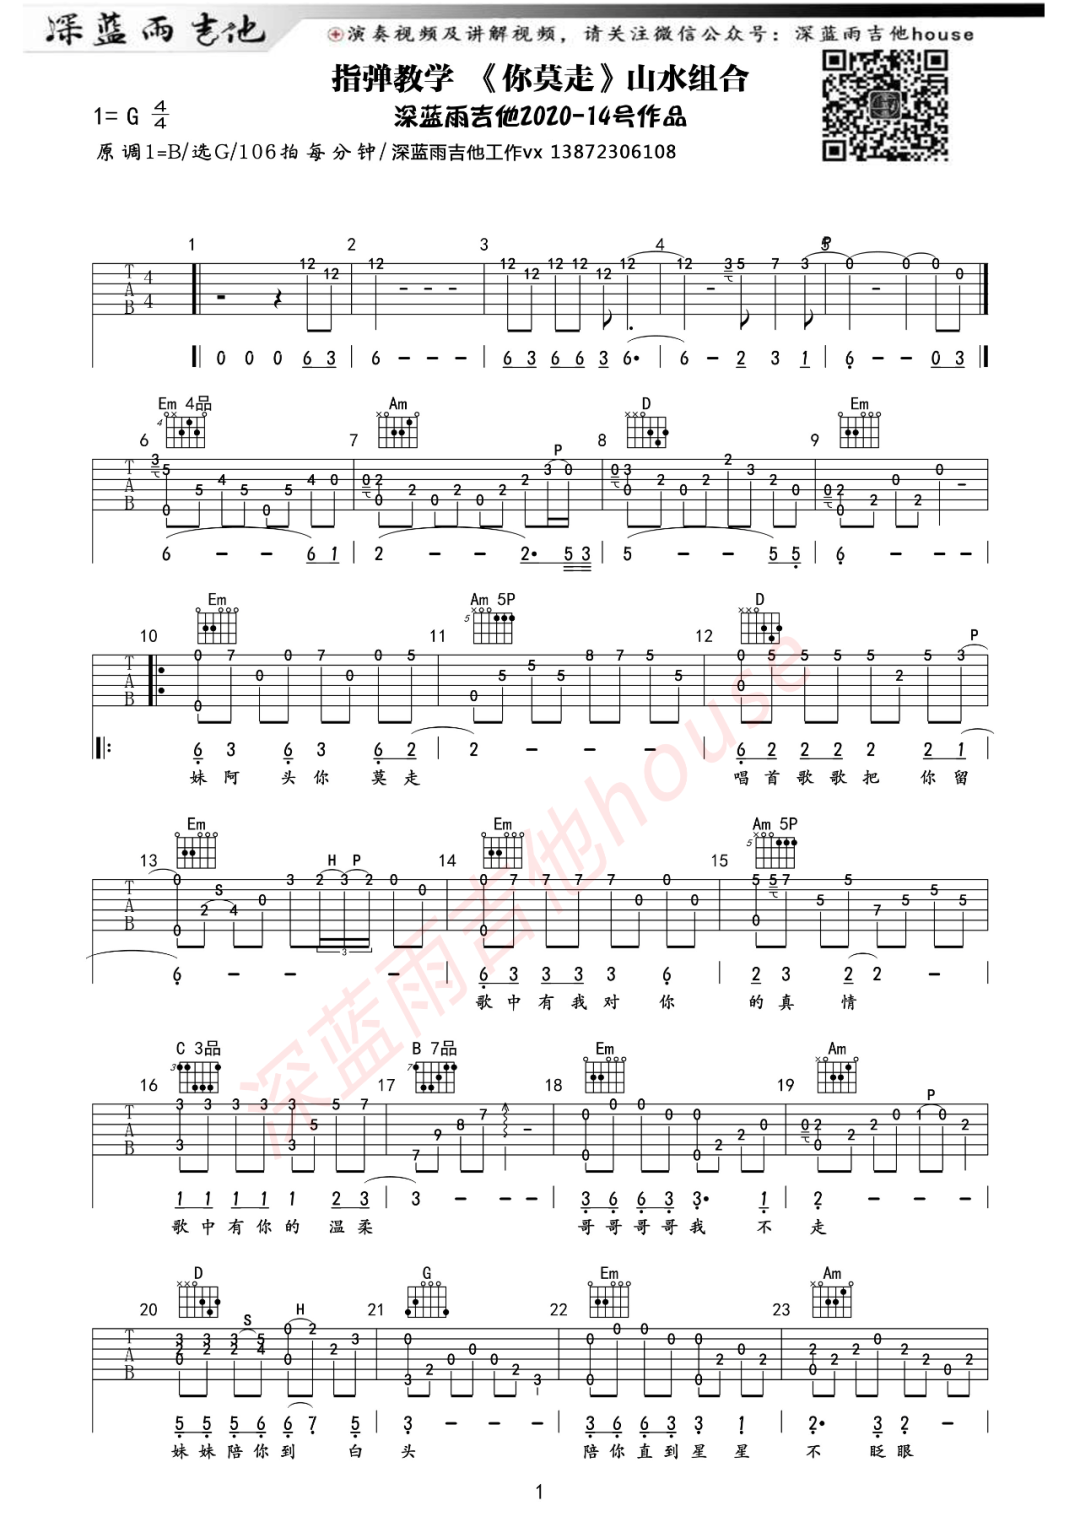 深蓝雨吉他
演奏视频及讲解视频，请关注微信公众号：深蓝雨吉他house
指弹教学 《你莫走》山水组合
深蓝雨吉他2020-14号作品
1= G 4/4
原调1=B/选G/106拍每分钟/深蓝雨吉他工作vx 13872306108
1 2 3 4 5
P
0 0 0 6 3 | 6 - - - | 6 3 6 6 3 6· | 6 - 2 3 1 | 6 - - 0 3
Em 4品 Am D Em
6 7 8 9
P
6 - - 6 1 | 2 - - 2· 5 3 | 5 - - 5 5 | 6 - - - |
Em Am 5P D
10 11 12
P
6 3 6 3 6 2 | 2 - - - | 6 2 2 2 2 2 1
妹阿头你莫走 唱首歌歌把你留
Em Em Am 5P
13 14 15
S H P
6 - - - | 6 3 3 3 3 6 | 2 3 2 2 - |
歌中有我对你 的真情
C 3品 B 7品 Em Am
16 17 18 19
P
1 1 1 1 1 2 3 | 3 - - - | 3 6 6 3 3· 1 | 2 - - - |
歌中有你的温柔 哥哥哥哥我不走
D G Em Am
20 21 22 23
S H
5 5 5 6 6 7 5 | 3 - - - | 3 6 3 3 1 | 2· 3 2 - |
妹妹陪你到白头 陪你直到星星不眨眼
深蓝雨吉他house
1